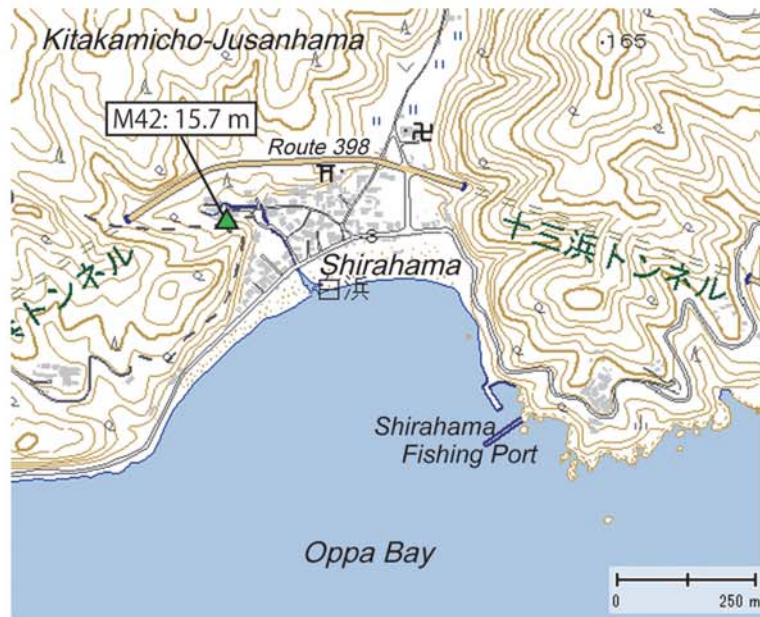 Kitakamicho-Jusanhama
・165
M42: 15.7 m
Route 398
卍
十三浜トンネル
Shirahama
白浜
トンネル
Shirahama
Fishing Port
Oppa Bay
0
250 m